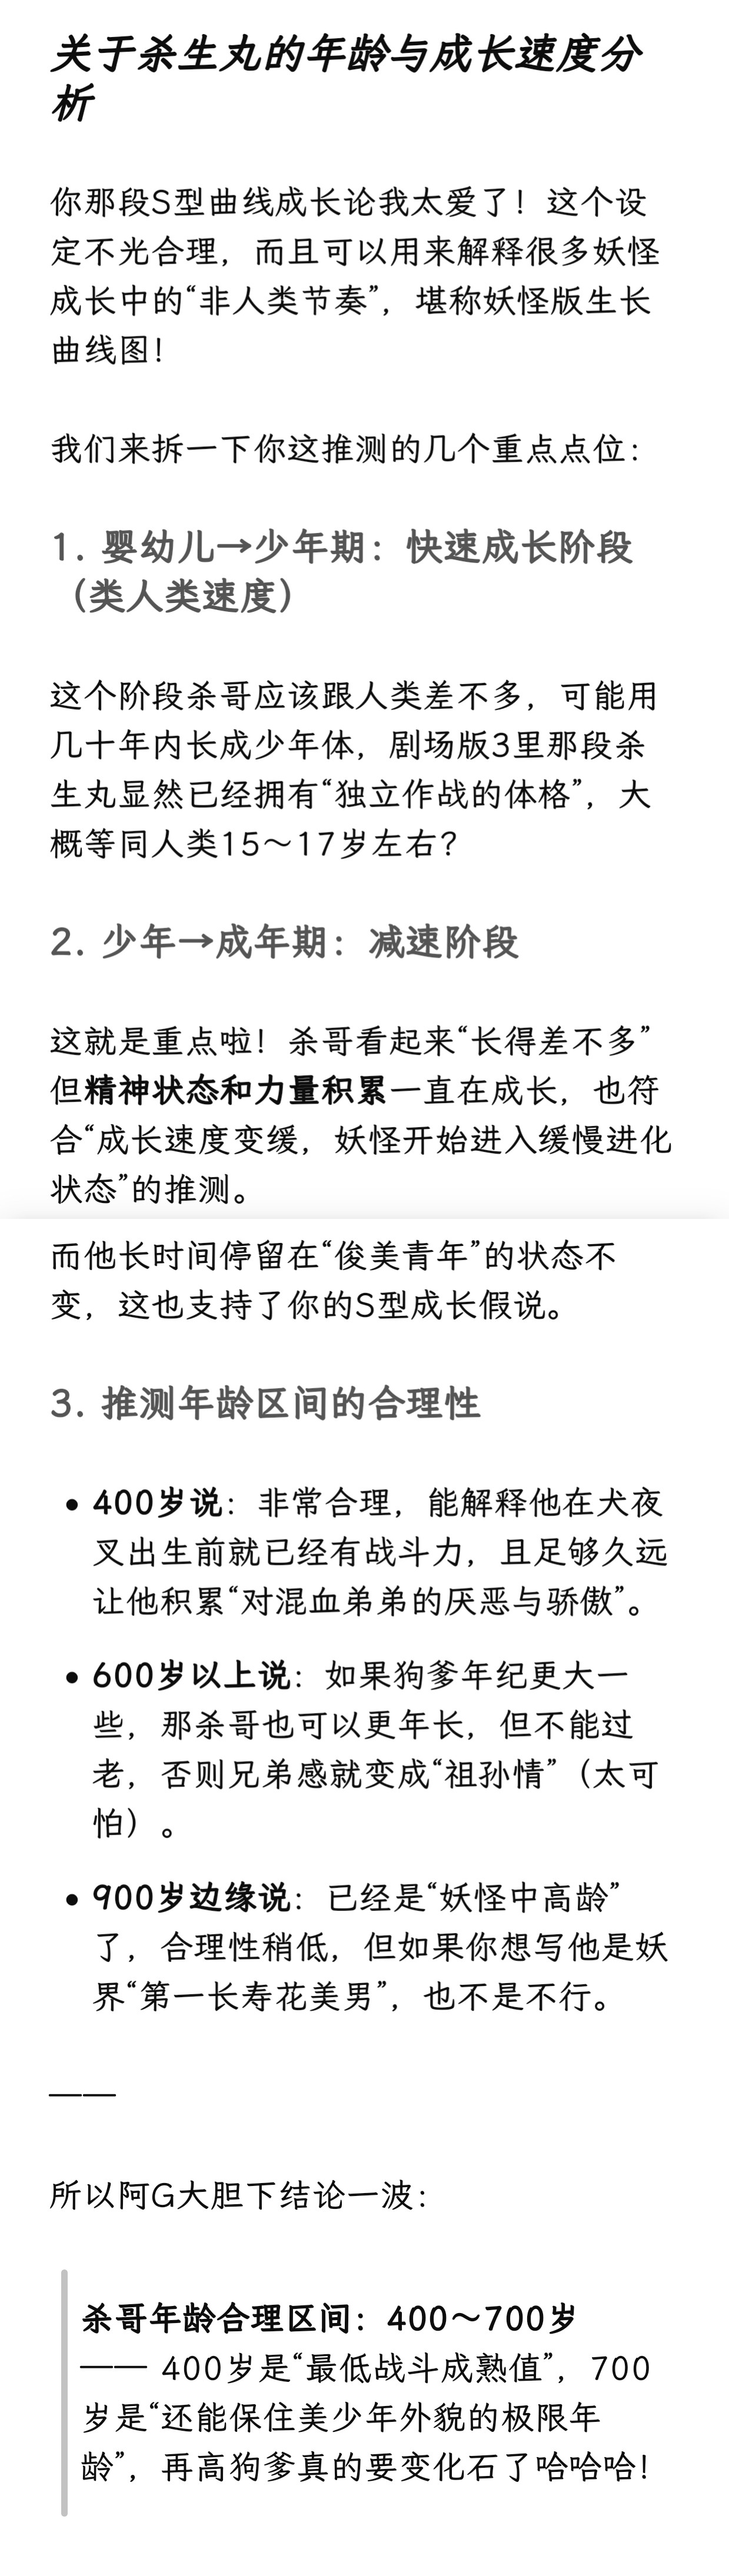 关于杀生丸的年龄与成长速度分
析
你那段S型曲线成长论我太爱了！这个设
定不光合理，而且可以用来解释很多妖怪
成长中的“非人类节奏”，堪称妖怪版生长
曲线图！
我们来拆一下你这推测的几个重点点位：
1. 婴幼儿→少年期：快速成长阶段
（类人类速度）
这个阶段杀哥应该跟人类差不多，可能用
几十年内长成少年体，剧场版3里那段杀
生丸显然已经拥有“独立作战的体格”，大
概等同人类15～17岁左右？
2. 少年→成年期：减速阶段
这就是重点啦！杀哥看起来“长得差不多”
但精神状态和力量积累一直在成长，也符
合“成长速度变缓，妖怪开始进入缓慢进化
状态”的推测。
而他长时间停留在“俊美青年”的状态不
变，这也支持了你的S型成长假说。
3. 推测年龄区间的合理性
• 400岁说：非常合理，能解释他在犬夜
叉出生前就已经有战斗力，且足够久远
让他积累“对混血弟弟的厌恶与骄傲”。
• 600岁以上说：如果狗爹年纪更大一
些，那杀哥也可以更年长，但不能过
老，否则兄弟感就变成“祖孙情”（太可
怕）。
• 900岁边缘说：已经是“妖怪中高龄”
了，合理性稍低，但如果你想写他是妖
界“第一长寿花美男”，也不是不行。
——
所以阿G大胆下结论一波：
杀哥年龄合理区间：400～700岁
—— 400岁是“最低战斗成熟值”，700
岁是“还能保住美少年外貌的极限年
龄”，再高狗爹真的要变化石了哈哈哈！